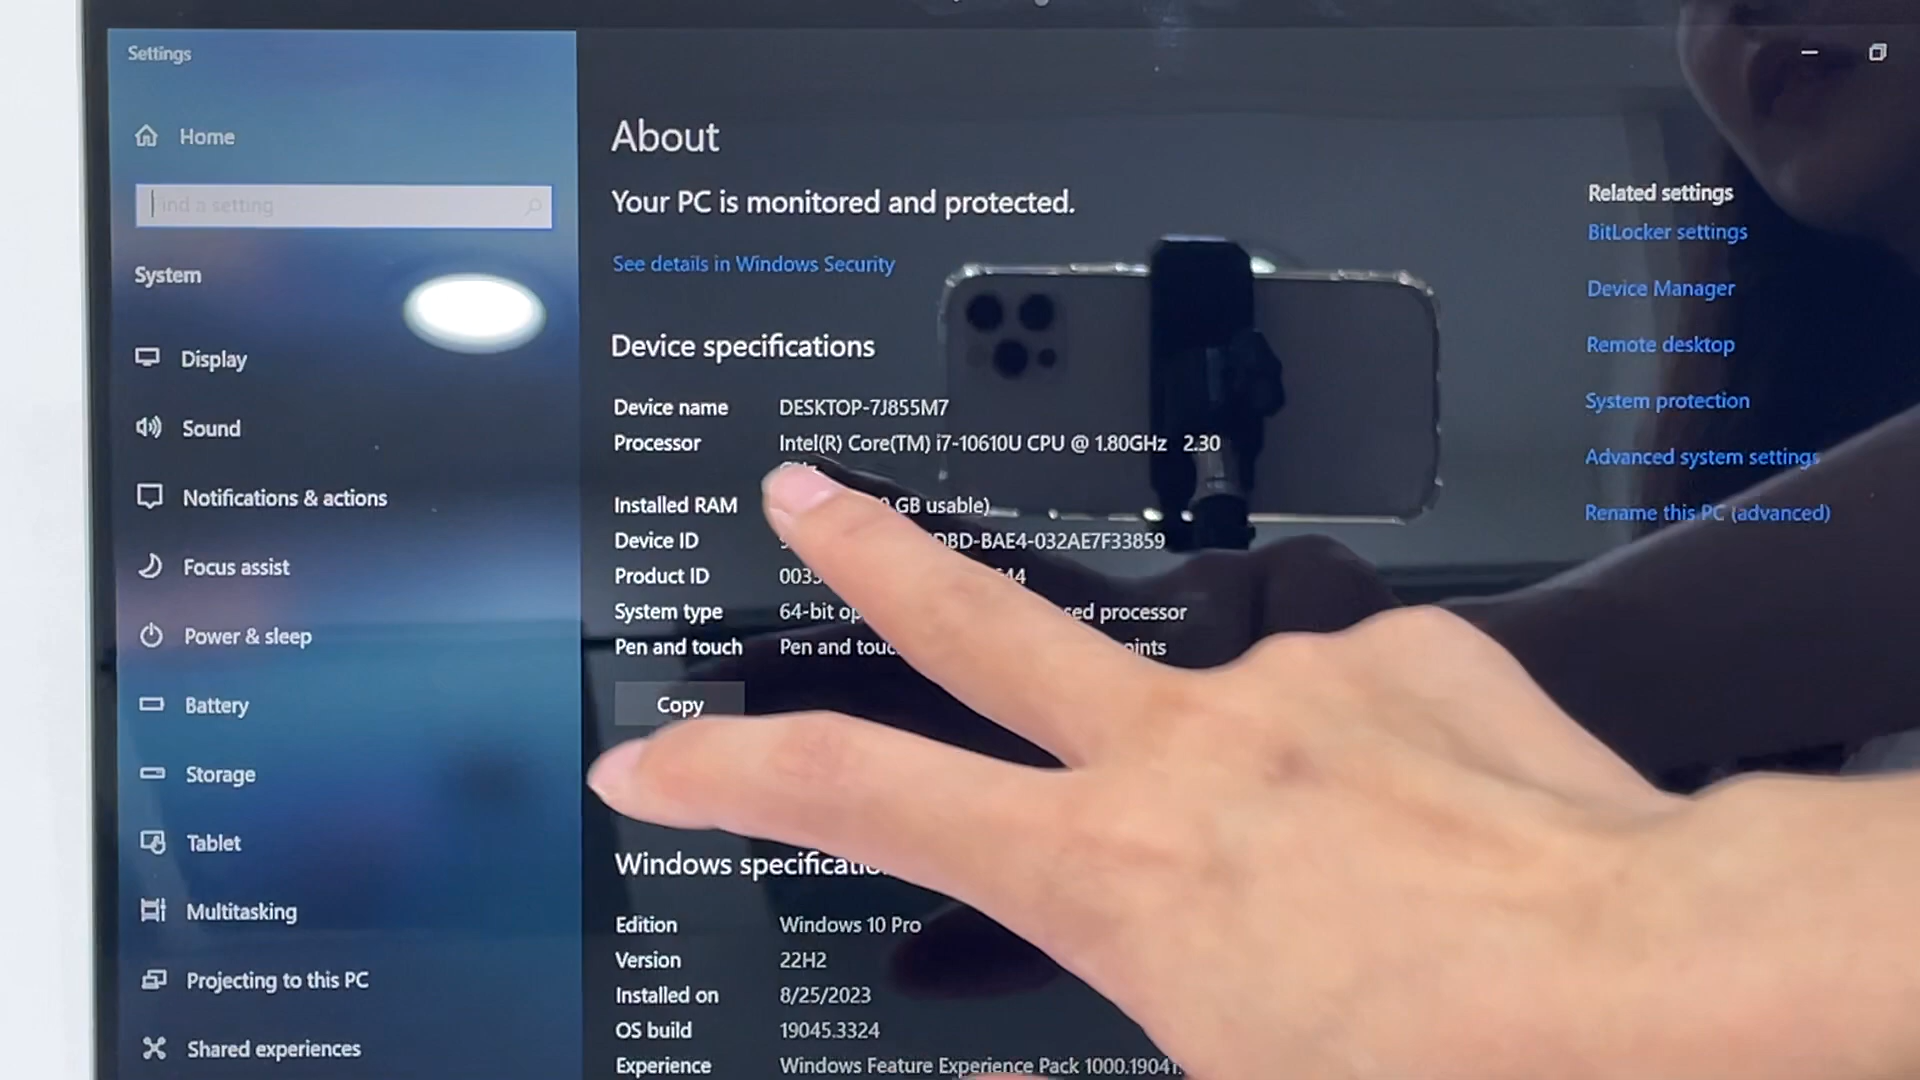 Settings
Home
Find a setting
System
Display
Sound
Notifications & actions
Focus assist
Power & sleep
Battery
Storage
Tablet
Multitasking
Projecting to this PC
Shared experiences
About
Your PC is monitored and protected.
See details in Windows Security
Device specifications
Device name DESKTOP-7J855M7
Processor Intel(R) Core(TM) i7-10610U CPU @ 1.80GHz 2.30
Installed RAM GB usable)
Device ID BAE4-032AE7F33859
Product ID
System type 64-bit processor
Pen and touch Pen and
Copy
Windows
Edition Windows 10 Pro
Version 22H2
Installed on 8/25/2023
OS build 19045.3324
Experience Windows Feature Experience Pack 1000.19041.
Related settings
BitLocker settings
Device Manager
Remote desktop
System protection
Advanced system settings
Rename this PC (advanced)